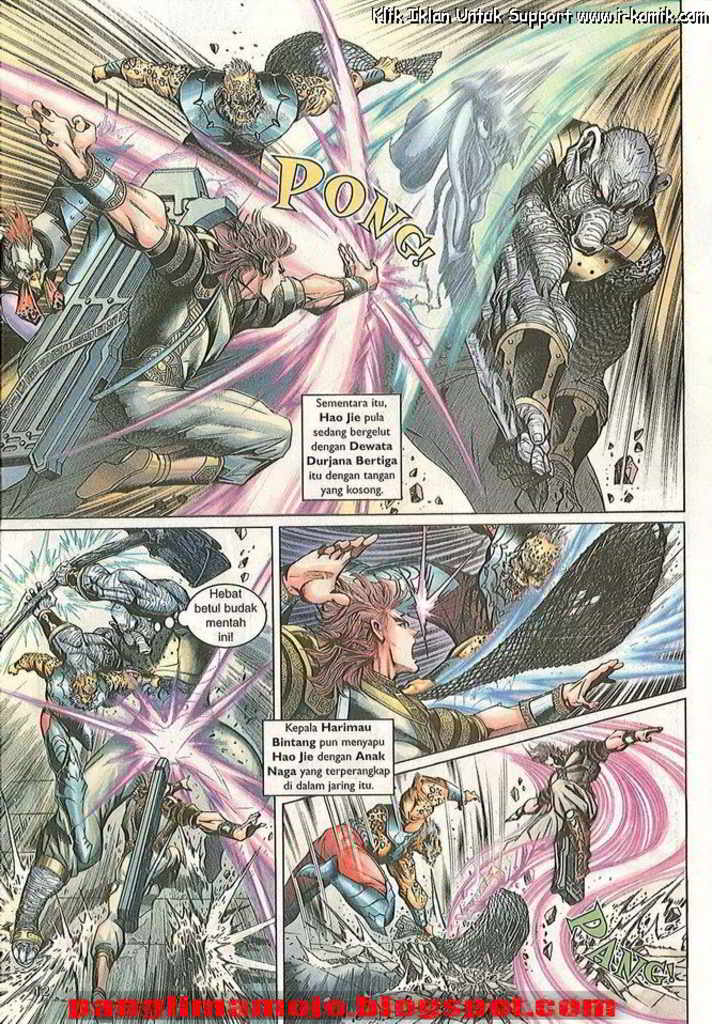 Klik Iklan Untuk Support www.i-komik.com
PONG!
Sementara itu,
Hao Jie pula
sedang bergelut
dengan Dewata
Durjana Bertiga
itu dengan tangan
yang kosong.
Hebat
betul budak
mentah
ini!
Kepala Harimau
Bintang pun menyapu
Hao Jie dengan Anak
Naga yang terperangkap
di dalam jaring itu.
PANG!
12
panglimamojo.blogspot.com